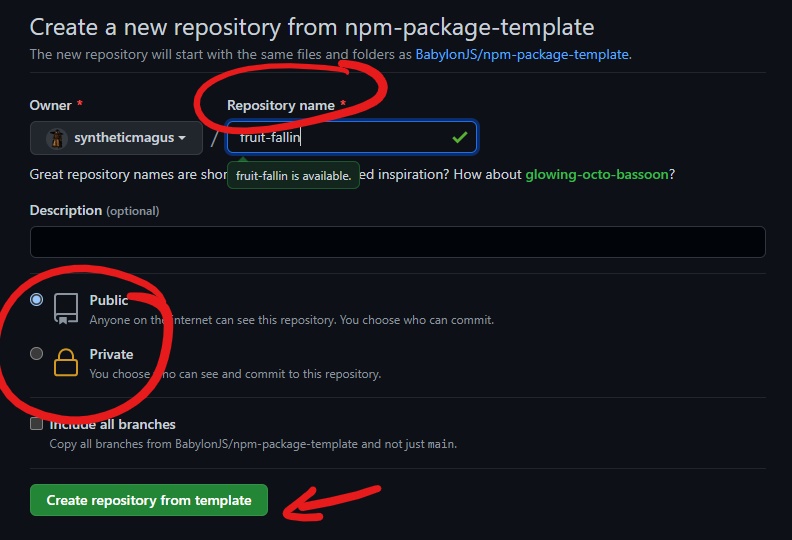 Create a new repository from npm-package-template
The new repository will start with the same files and folders as BabylonJS/npm-package-template.
Owner * Repository name *
syntheticmagus / fruit-fallin
Great repository names are shor ed inspiration? How about glowing-octo-bassoon?
fruit-fallin is available.
Description (optional)
Public
Anyone on the internet can see this repository. You choose who can commit.
Private
You choose who can see and commit to this repository.
Include all branches
Copy all branches from BabylonJS/npm-package-template and not just main.
Create repository from template